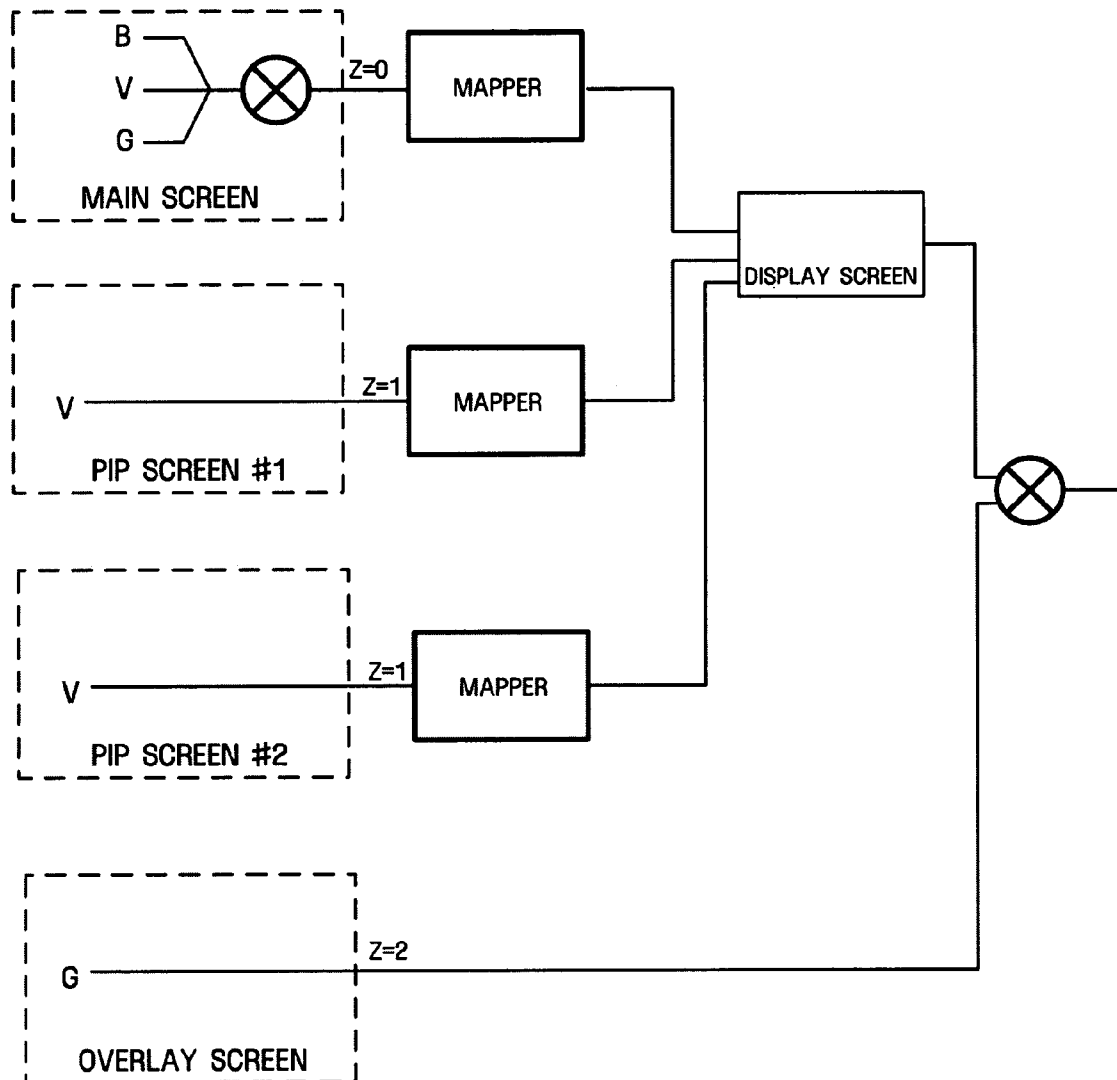 B
V
G
Z=0
MAPPER
MAIN SCREEN
DISPLAY SCREEN
V
Z=1
MAPPER
PIP SCREEN #1
V
Z=1
MAPPER
PIP SCREEN #2
G
Z=2
OVERLAY SCREEN